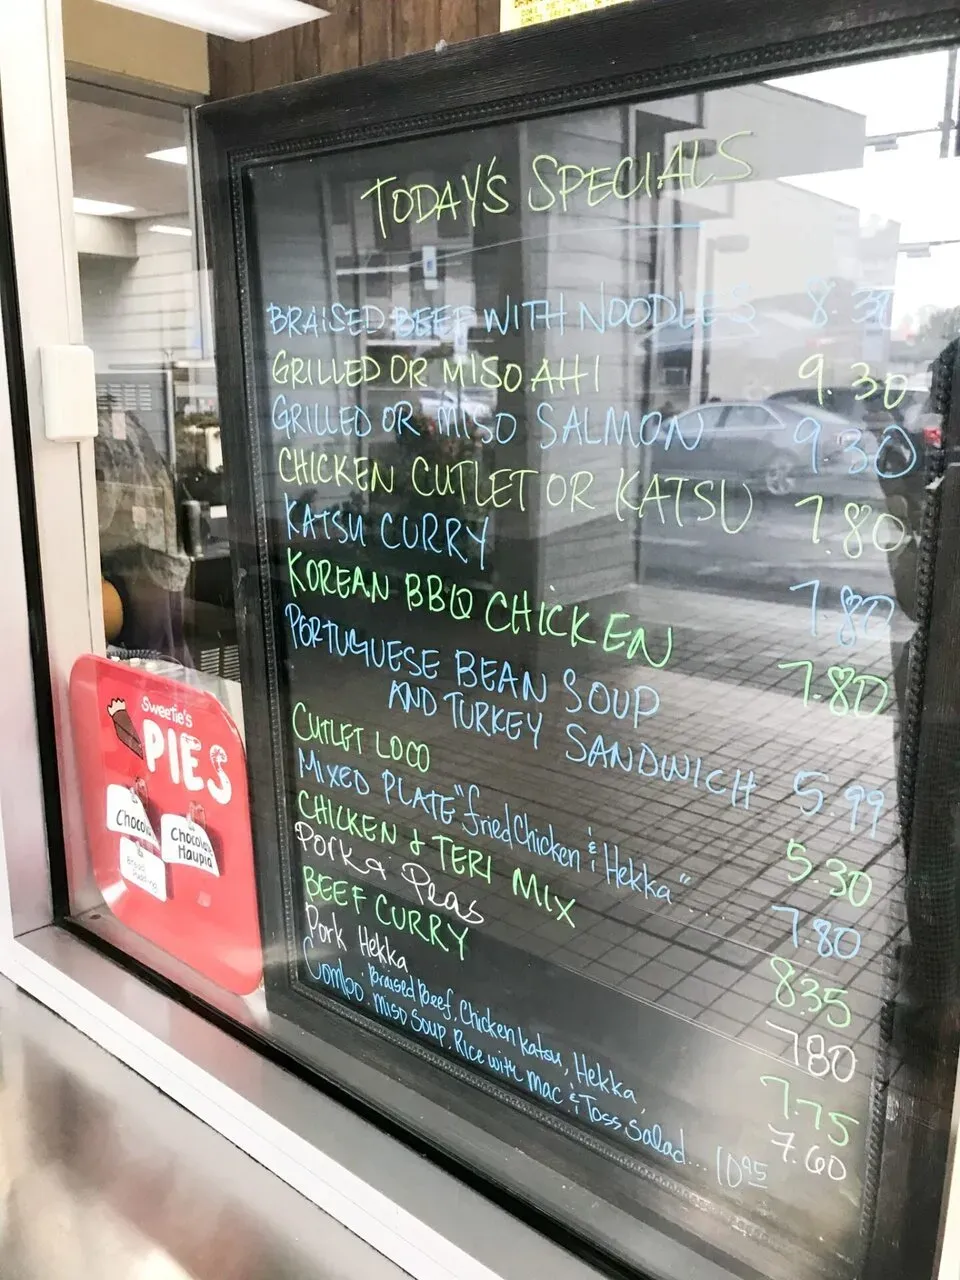 TODAY'S SPECIALS
BRAISED BEEF WITH NOODLES 8.30
GRILLED OR MISO AHI 9.30
GRILLED OR MISO SALMON 9.30
CHICKEN CUTLET OR KATSU 7.80
KATSU CURRY 7.80
KOREAN BBQ CHICKEN 7.80
PORTUGUESE BEAN SOUP
AND TURKEY SANDWICH 5.99
CUTLET LOCO 5.30
MIXED PLATE "fried Chicken & Hekka"... 7.80
CHICKEN & TERI MIX 8.35
Pork & Peas 7.80
BEEF CURRY 7.75
Pork Hekka 7.60
Combo Braised Beef, Chicken Katsu, Hekka,
Miso Soup, Rice with mac & Toss Salad... 10.95
Sweetie's
PIES
Chocola
Chocolate
Haupia
Bread
Pudding